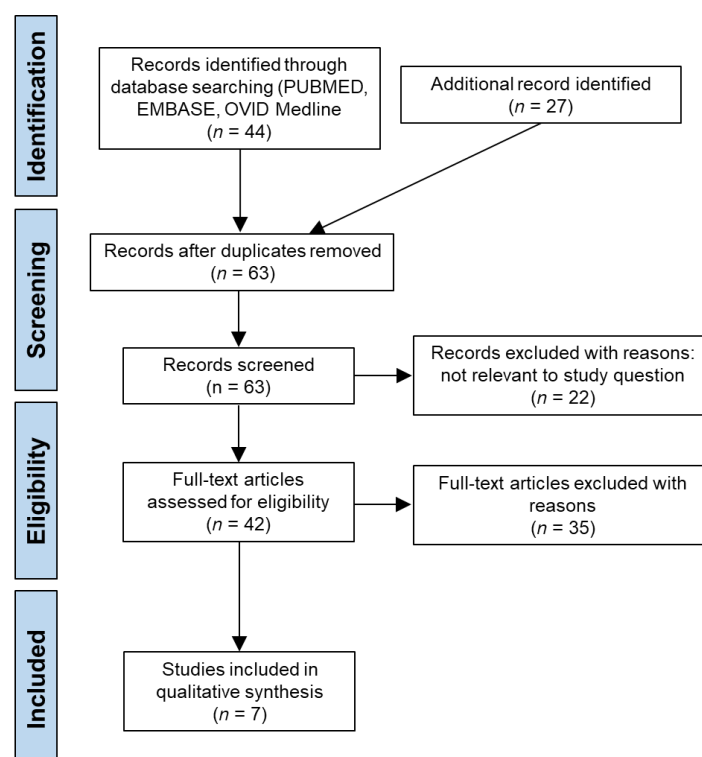 Identification
Records identified through
database searching (PUBMED,
EMBASE, OVID Medline
(n = 44)
Additional record identified
(n = 27)
Screening
Records after duplicates removed
(n = 63)
Records screened
(n = 63)
Records excluded with reasons:
not relevant to study question
(n = 22)
Eligibility
Full-text articles
assessed for eligibility
(n = 42)
Full-text articles excluded with
reasons
(n = 35)
Included
Studies included in
qualitative synthesis
(n = 7)